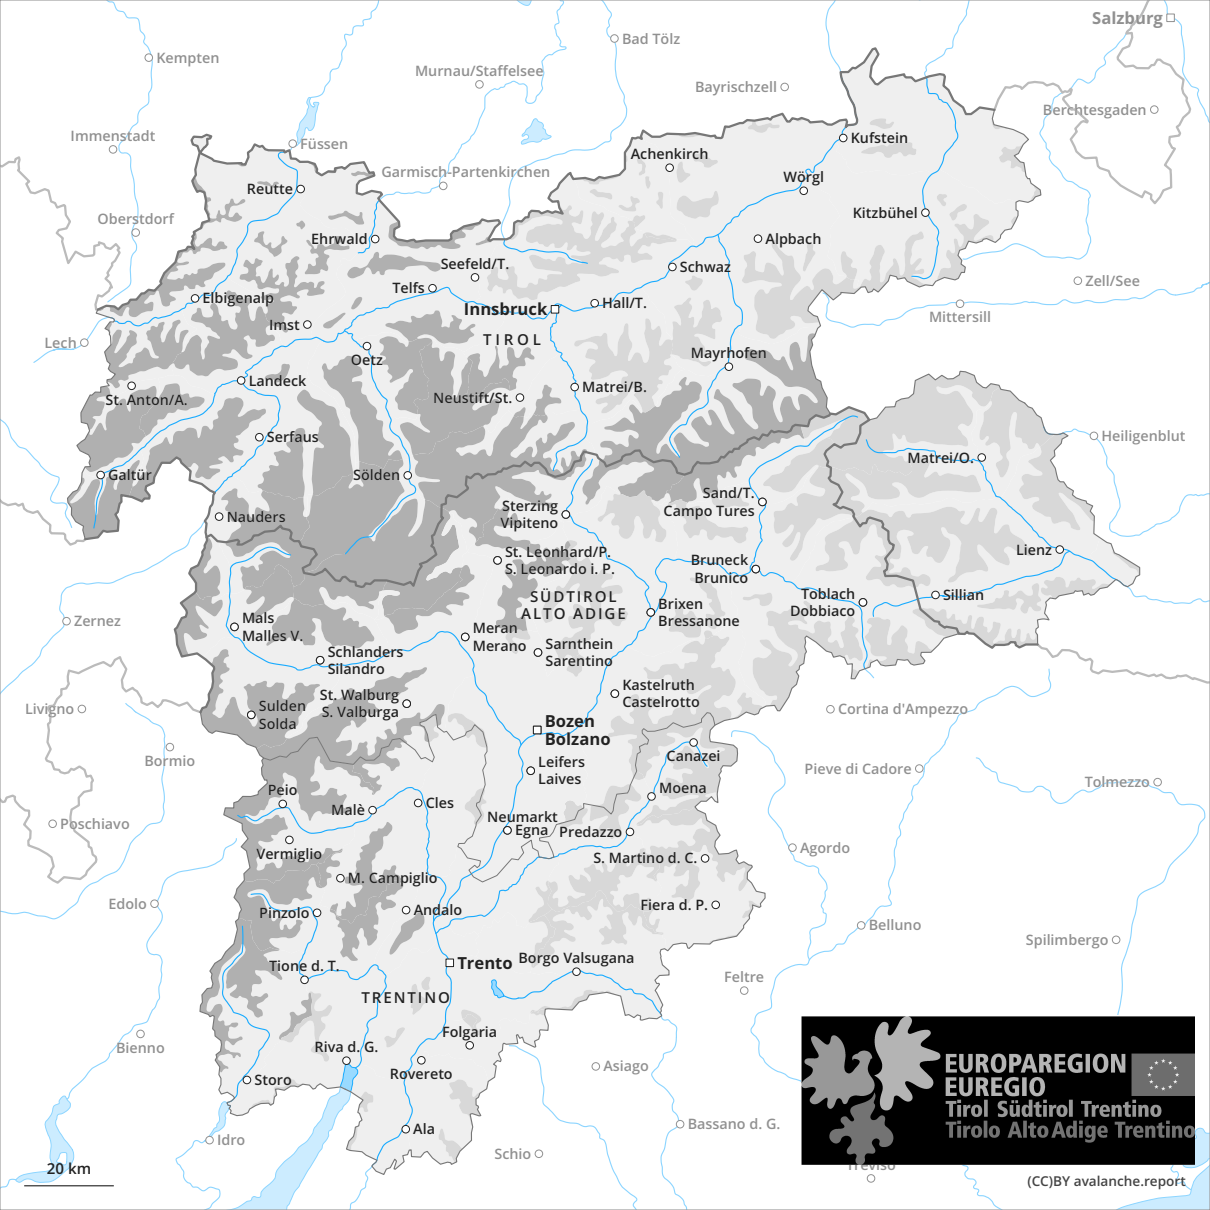 Salzburg
Bad Tölz
Kempten
Murnau/Staffelsee
Bayrischzell
Berchtesgaden
Immenstadt
Füssen
Kufstein
Achenkirch
Garmisch-Partenkirchen
Wörgl
Reutte
Oberstdorf
Kitzbühel
Ehrwald
Alpbach
Seefeld/T.
Schwaz
Zell/See
Telfs
Elbigenalp
Hall/T.
Innsbruck
Mittersill
Imst
TIROL
Lech
Mayrhofen
Oetz
Landeck
Matrei/B.
St. Anton/A.
Neustift/St.
Serfaus
Heiligenblut
Matrei/O.
Galtür
Sölden
Sand/T.
Campo Tures
Sterzing
Vipiteno
Nauders
Lienz
St. Leonhard/P.
S. Leonardo i. P.
Bruneck
Brunico
SÜDTIROL
ALTO ADIGE
Toblach
Dobbiaco
Sillian
Brixen
Bressanone
Zernez
Mals
Malles V.
Meran
Merano
Sarnthein
Sarentino
Schlanders
Silandro
Kastelruth
Castelrotto
St. Walburg
S. Valburga
Livigno
Sulden
Solda
Cortina d'Ampezzo
Bozen
Bolzano
Bormio
Canazei
Leifers
Laives
Pieve di Cadore
Tolmezzo
Peio
Moena
Malè
Cles
Poschiavo
Neumarkt
Egna
Predazzo
Vermiglio
S. Martino d. C.
Agordo
M. Campiglio
Edolo
Pinzolo
Andalo
Fiera d. P.
Belluno
Spilimbergo
Trento
Borgo Valsugana
Tione d. T.
Feltre
TRENTINO
Folgaria
Bienno
Riva d. G.
Rovereto
Asiago
Storo
EUROPAREGION
EUREGIO
Tirol Südtirol Trentino
Tirolo Alto Adige Trentino
Ala
Bassano d. G.
Idro
Schio
Treviso
20 km
(CC)BY avalanche.report